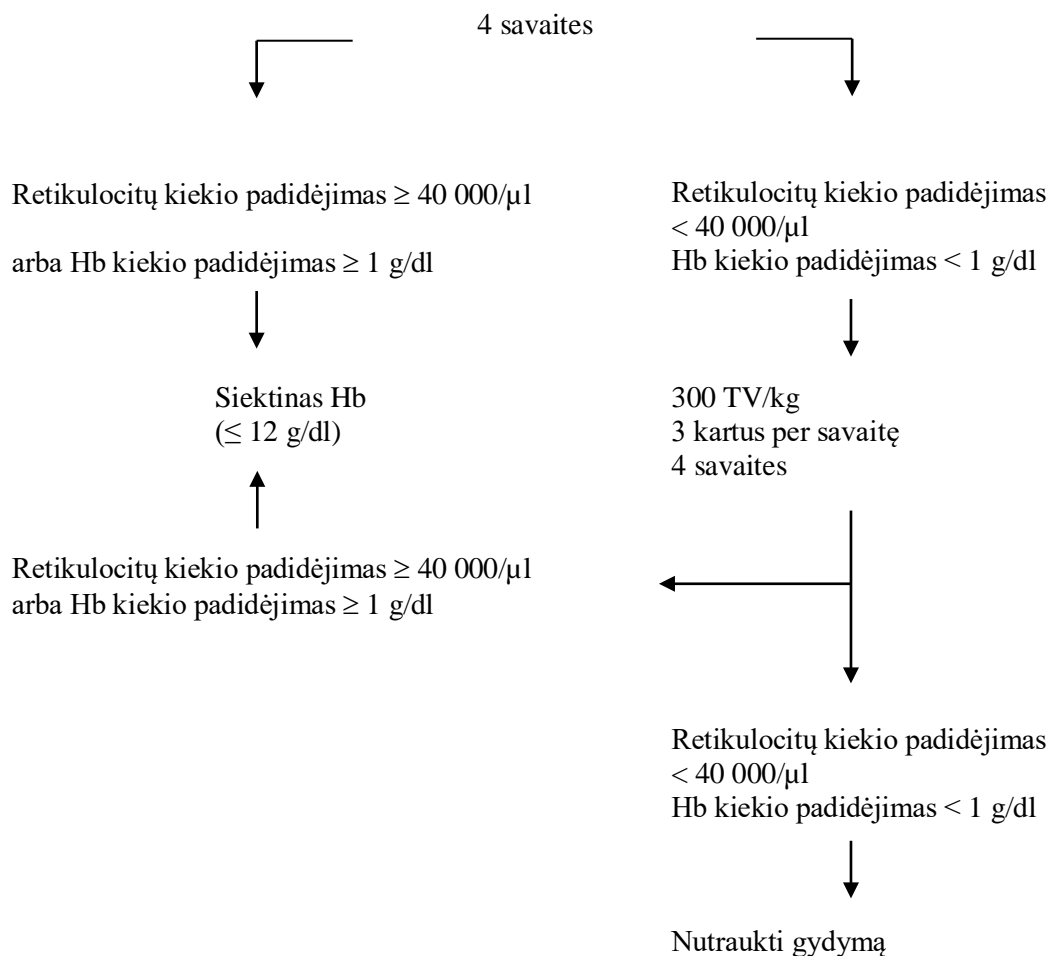 4 savaites
Retikulocitų kiekio padidėjimas ≥ 40 000/µl
arba Hb kiekio padidėjimas ≥ 1 g/dl
Retikulocitų kiekio padidėjimas
< 40 000/µl
Hb kiekio padidėjimas < 1 g/dl
Siektinas Hb
(≤ 12 g/dl)
300 TV/kg
3 kartus per savaitę
4 savaites
Retikulocitų kiekio padidėjimas ≥ 40 000/µl
arba Hb kiekio padidėjimas ≥ 1 g/dl
Retikulocitų kiekio padidėjimas
< 40 000/µl
Hb kiekio padidėjimas < 1 g/dl
Nutraukti gydymą